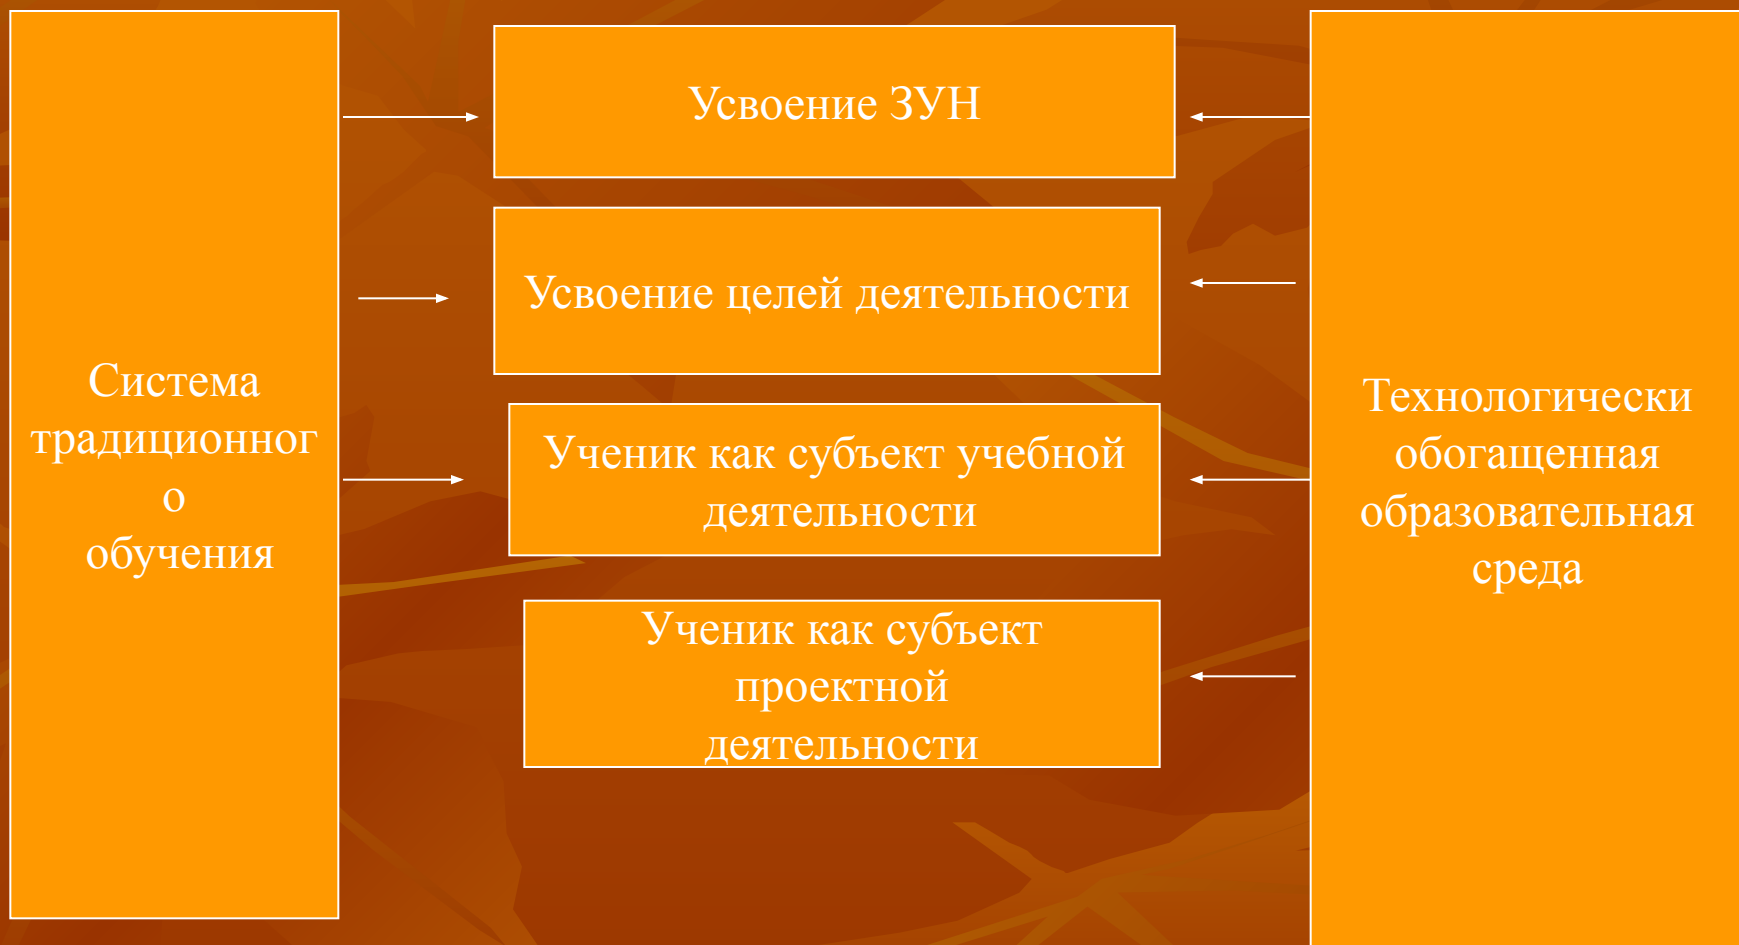 Система
традиционног
о
обучения
Усвоение ЗУН
Усвоение целей деятельности
Ученик как субъект учебной
деятельности
Ученик как субъект
проектной
деятельности
Технологически
обогащенная
образовательная
среда